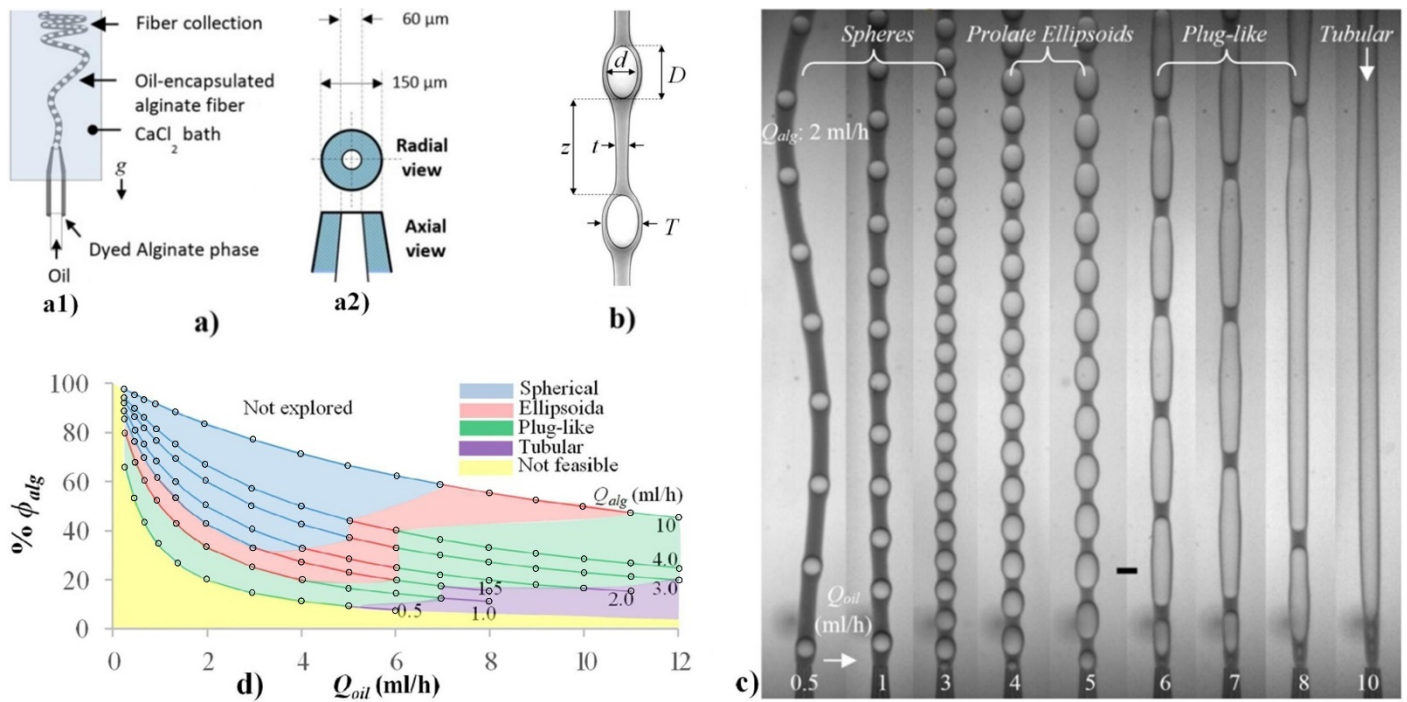 Fiber collection
Oil-encapsulated
alginate fiber
CaCl2 bath
g
Dyed Alginate phase
Oil
a1)
a)
60 µm
150 µm
Radial
view
Axial
view
a2)
d
D
z
t
T
b)
Spheres
Prolate Ellipsoids
Plug-like
Tubular
Qalg: 2 ml/h
Qoil
(ml/h)
0.5
1
3
4
5
6
7
8
10
c)
% ϕalg
100
80
60
40
20
0
Not explored
Spherical
Ellipsoida
Plug-like
Tubular
Not feasible
Qalg (ml/h)
10
4.0
3.0
2.0
1.5
1.0
0.5
0
2
4
6
8
10
12
d)
Qoil (ml/h)